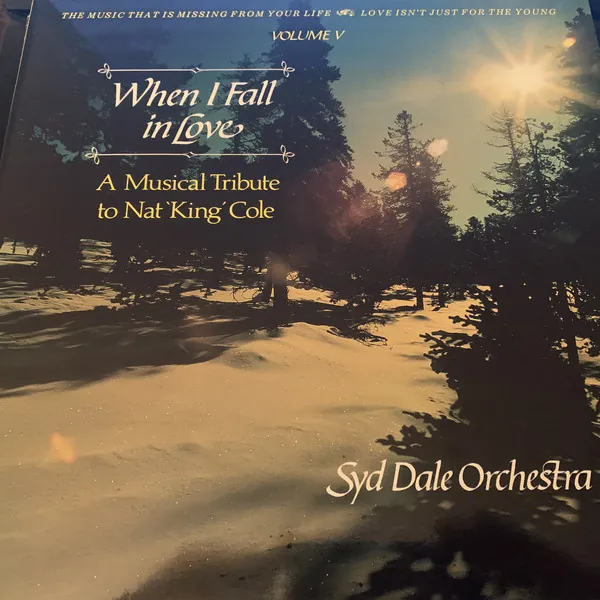 THE MUSIC THAT IS MISSING FROM YOUR LIFE LOVE ISN'T JUST FOR THE YOUNG
VOLUME V
When I Fall
in Love
A Musical Tribute
to Nat 'King' Cole
Syd Dale Orchestra